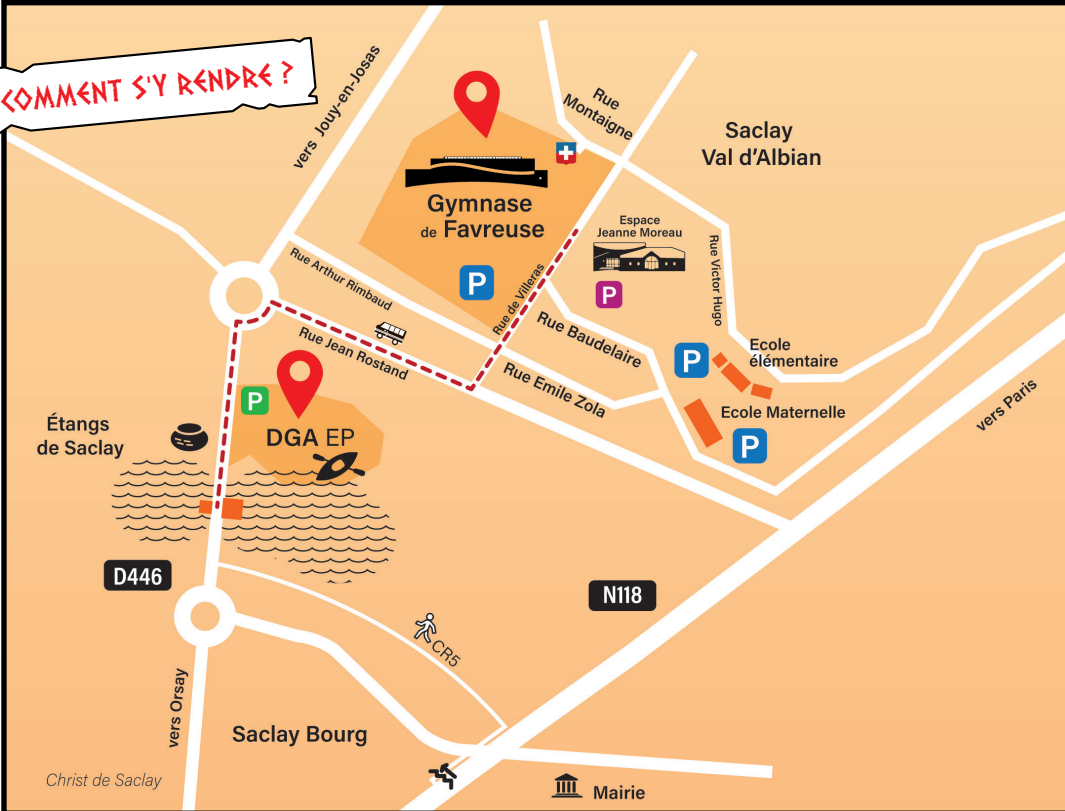 COMMENT S'Y RENDRE ?
vers Jouy-en-Josas
Rue
Montaigne
Saclay
Val d'Albian
Gymnase
de Favreuse
P
Espace
Jeanne Moreau
P
Rue Victor Hugo
Rue de Villeras
Rue Arthur Rimbaud
Rue Jean Rostand
Rue Baudelaire
Rue Emile Zola
P
Ecole
élémentaire
Ecole Maternelle
P
vers Paris
P
DGA EP
Étangs
de Saclay
D446
N118
CR5
vers Orsay
Saclay Bourg
Christ de Saclay
Mairie